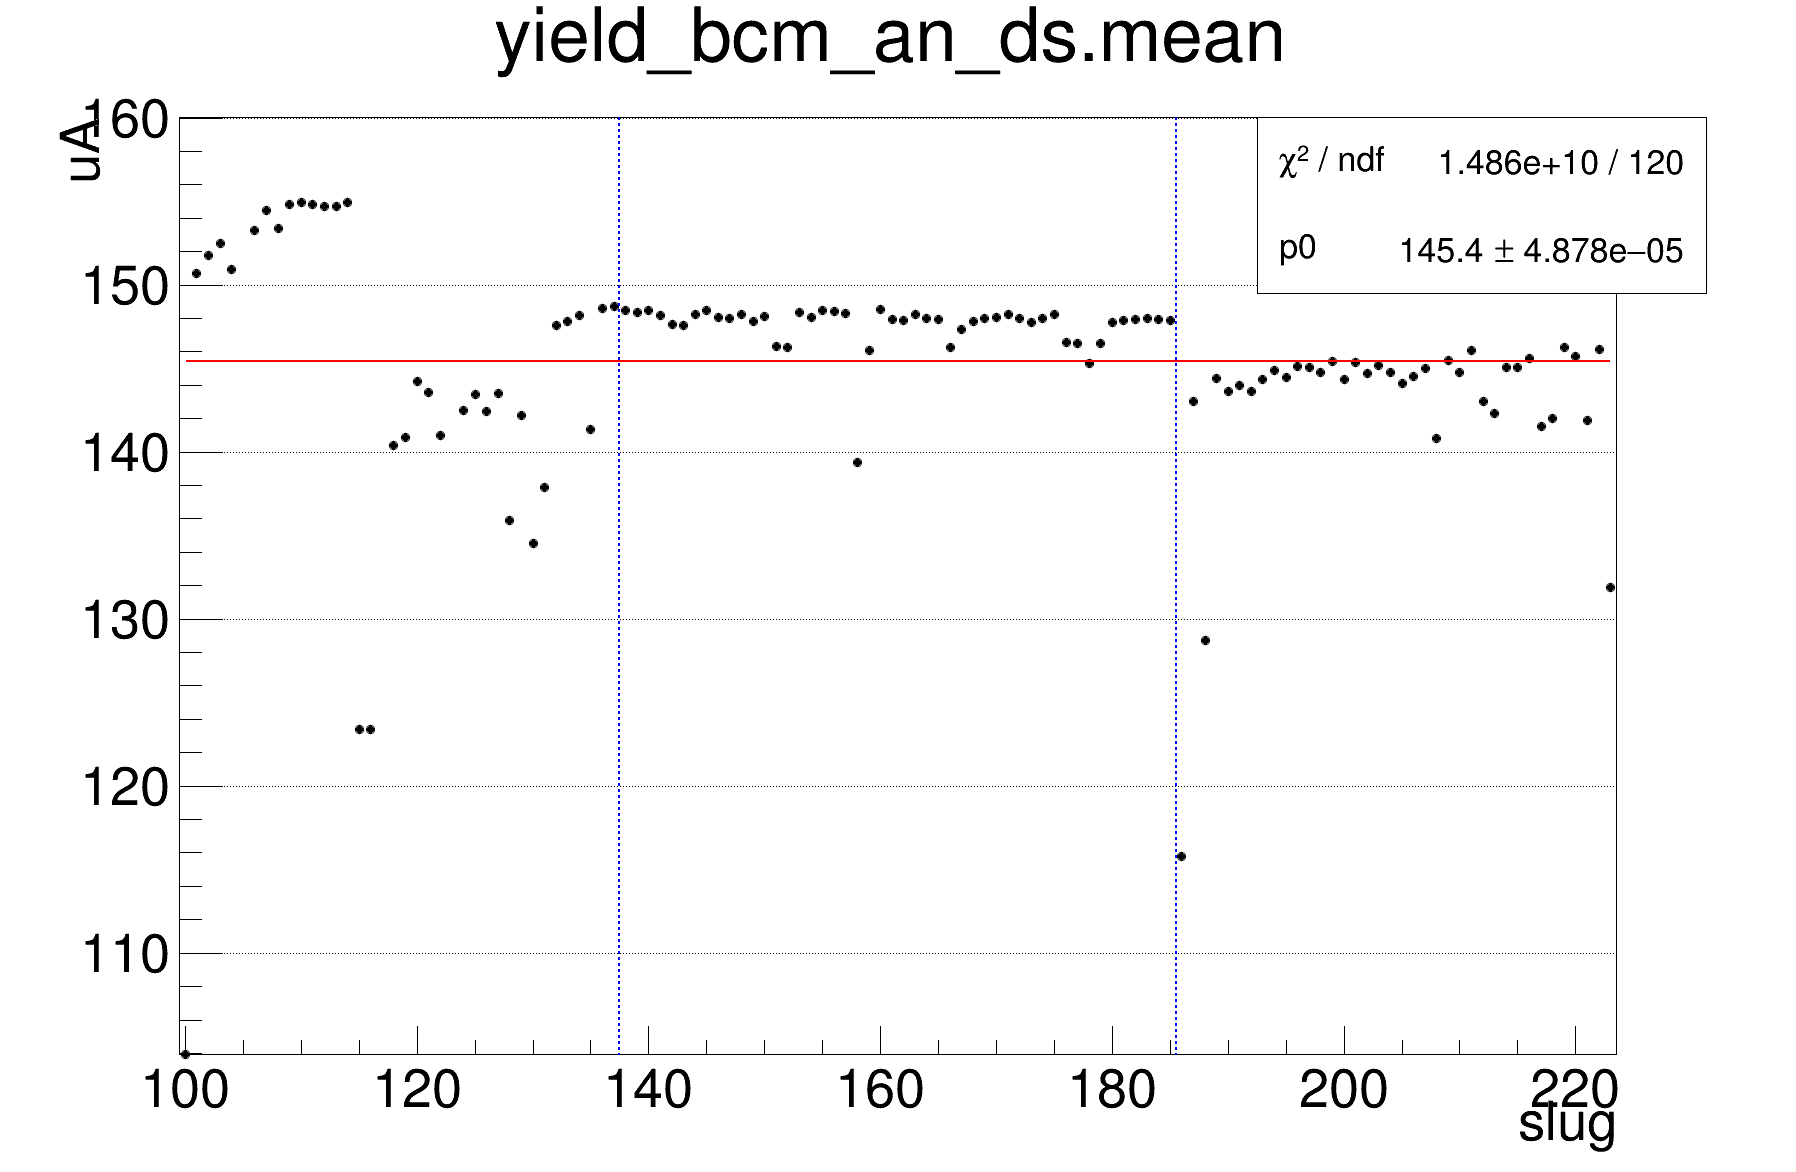 yield_bcm_an_ds.mean
uA
160
150
140
130
120
110
χ² / ndf 1.486e+10 / 120
p0 145.4 ± 4.878e−05
100 120 140 160 180 200 220
slug